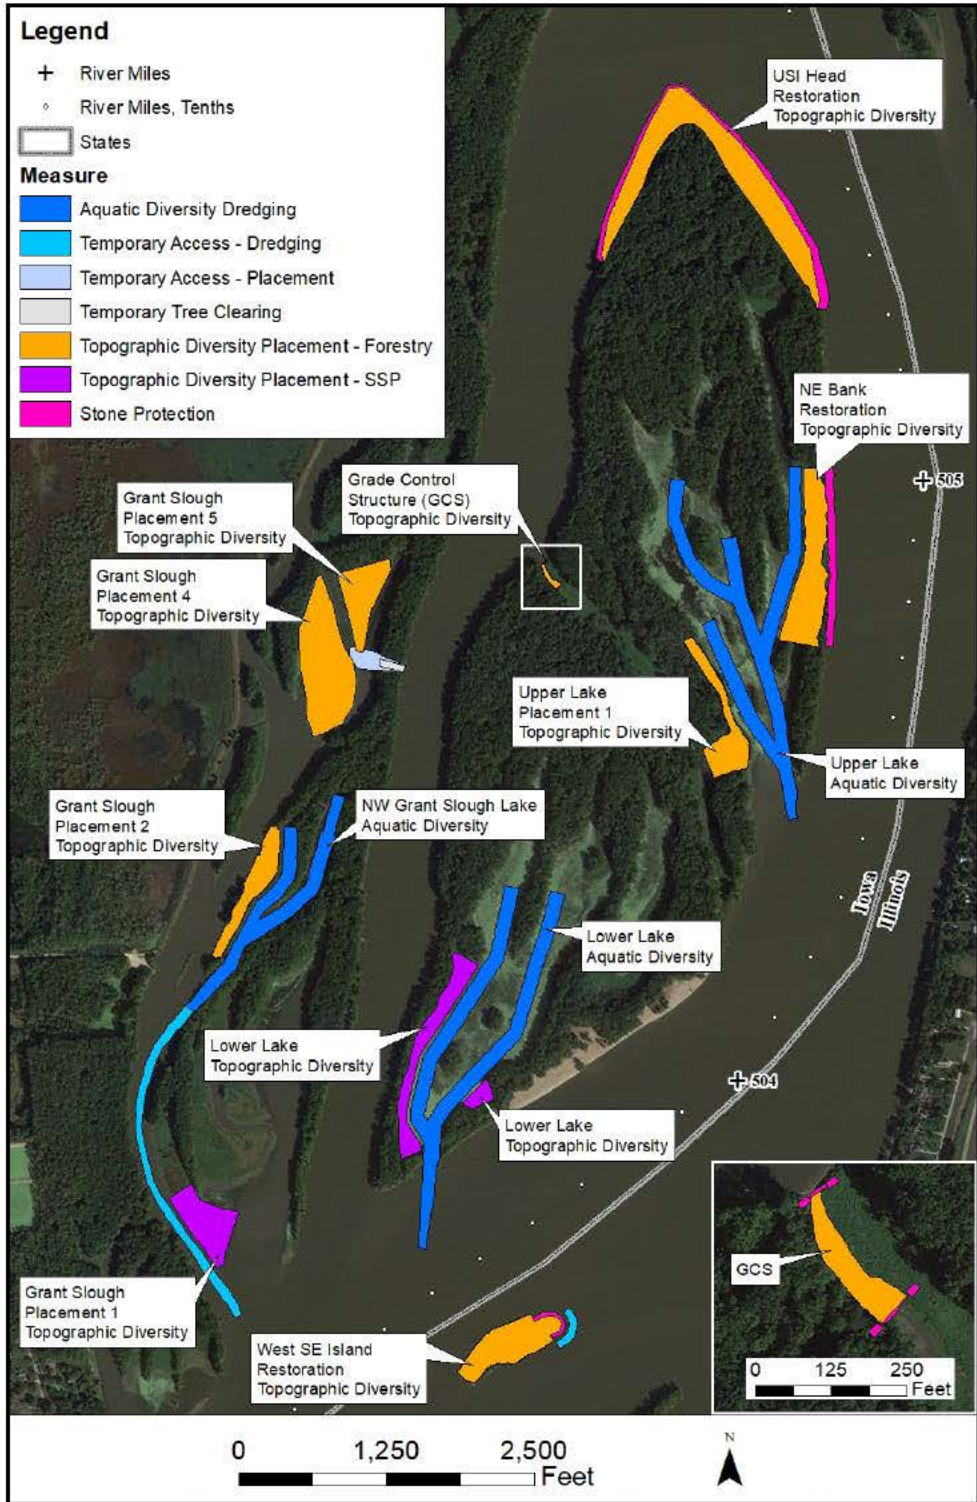 Legend
River Miles
River Miles, Tenths
States
Measure
Aquatic Diversity Dredging
Temporary Access - Dredging
Temporary Access - Placement
Temporary Tree Clearing
Topographic Diversity Placement - Forestry
Topographic Diversity Placement - SSP
Stone Protection
USI Head
Restoration
Topographic Diversity
NE Bank
Restoration
Topographic Diversity
505
Grade Control
Structure (GCS)
Topographic Diversity
Grant Slough
Placement 5
Topographic Diversity
Grant Slough
Placement 4
Topographic Diversity
Upper Lake
Placement 1
Topographic Diversity
Upper Lake
Aquatic Diversity
Grant Slough
Placement 2
Topographic Diversity
NW Grant Slough Lake
Aquatic Diversity
Iowa
Illinois
Lower Lake
Aquatic Diversity
Lower Lake
Topographic Diversity
504
Lower Lake
Topographic Diversity
Grant Slough
Placement 1
Topographic Diversity
West SE Island
Restoration
Topographic Diversity
GCS
0 125 250
Feet
0 1,250 2,500
Feet
N